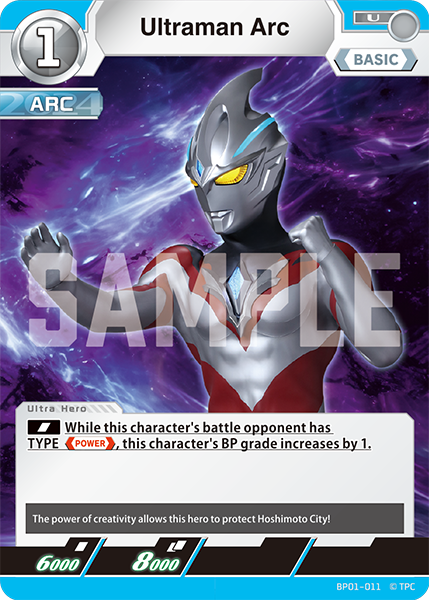 1
Ultraman Arc
U
BASIC
ARC
SAMPLE
Ultra Hero
While this character's battle opponent has
TYPE POWER, this character's BP grade increases by 1.
The power of creativity allows this hero to protect Hoshimoto City!
6000
8000
BP01-011 © TPC